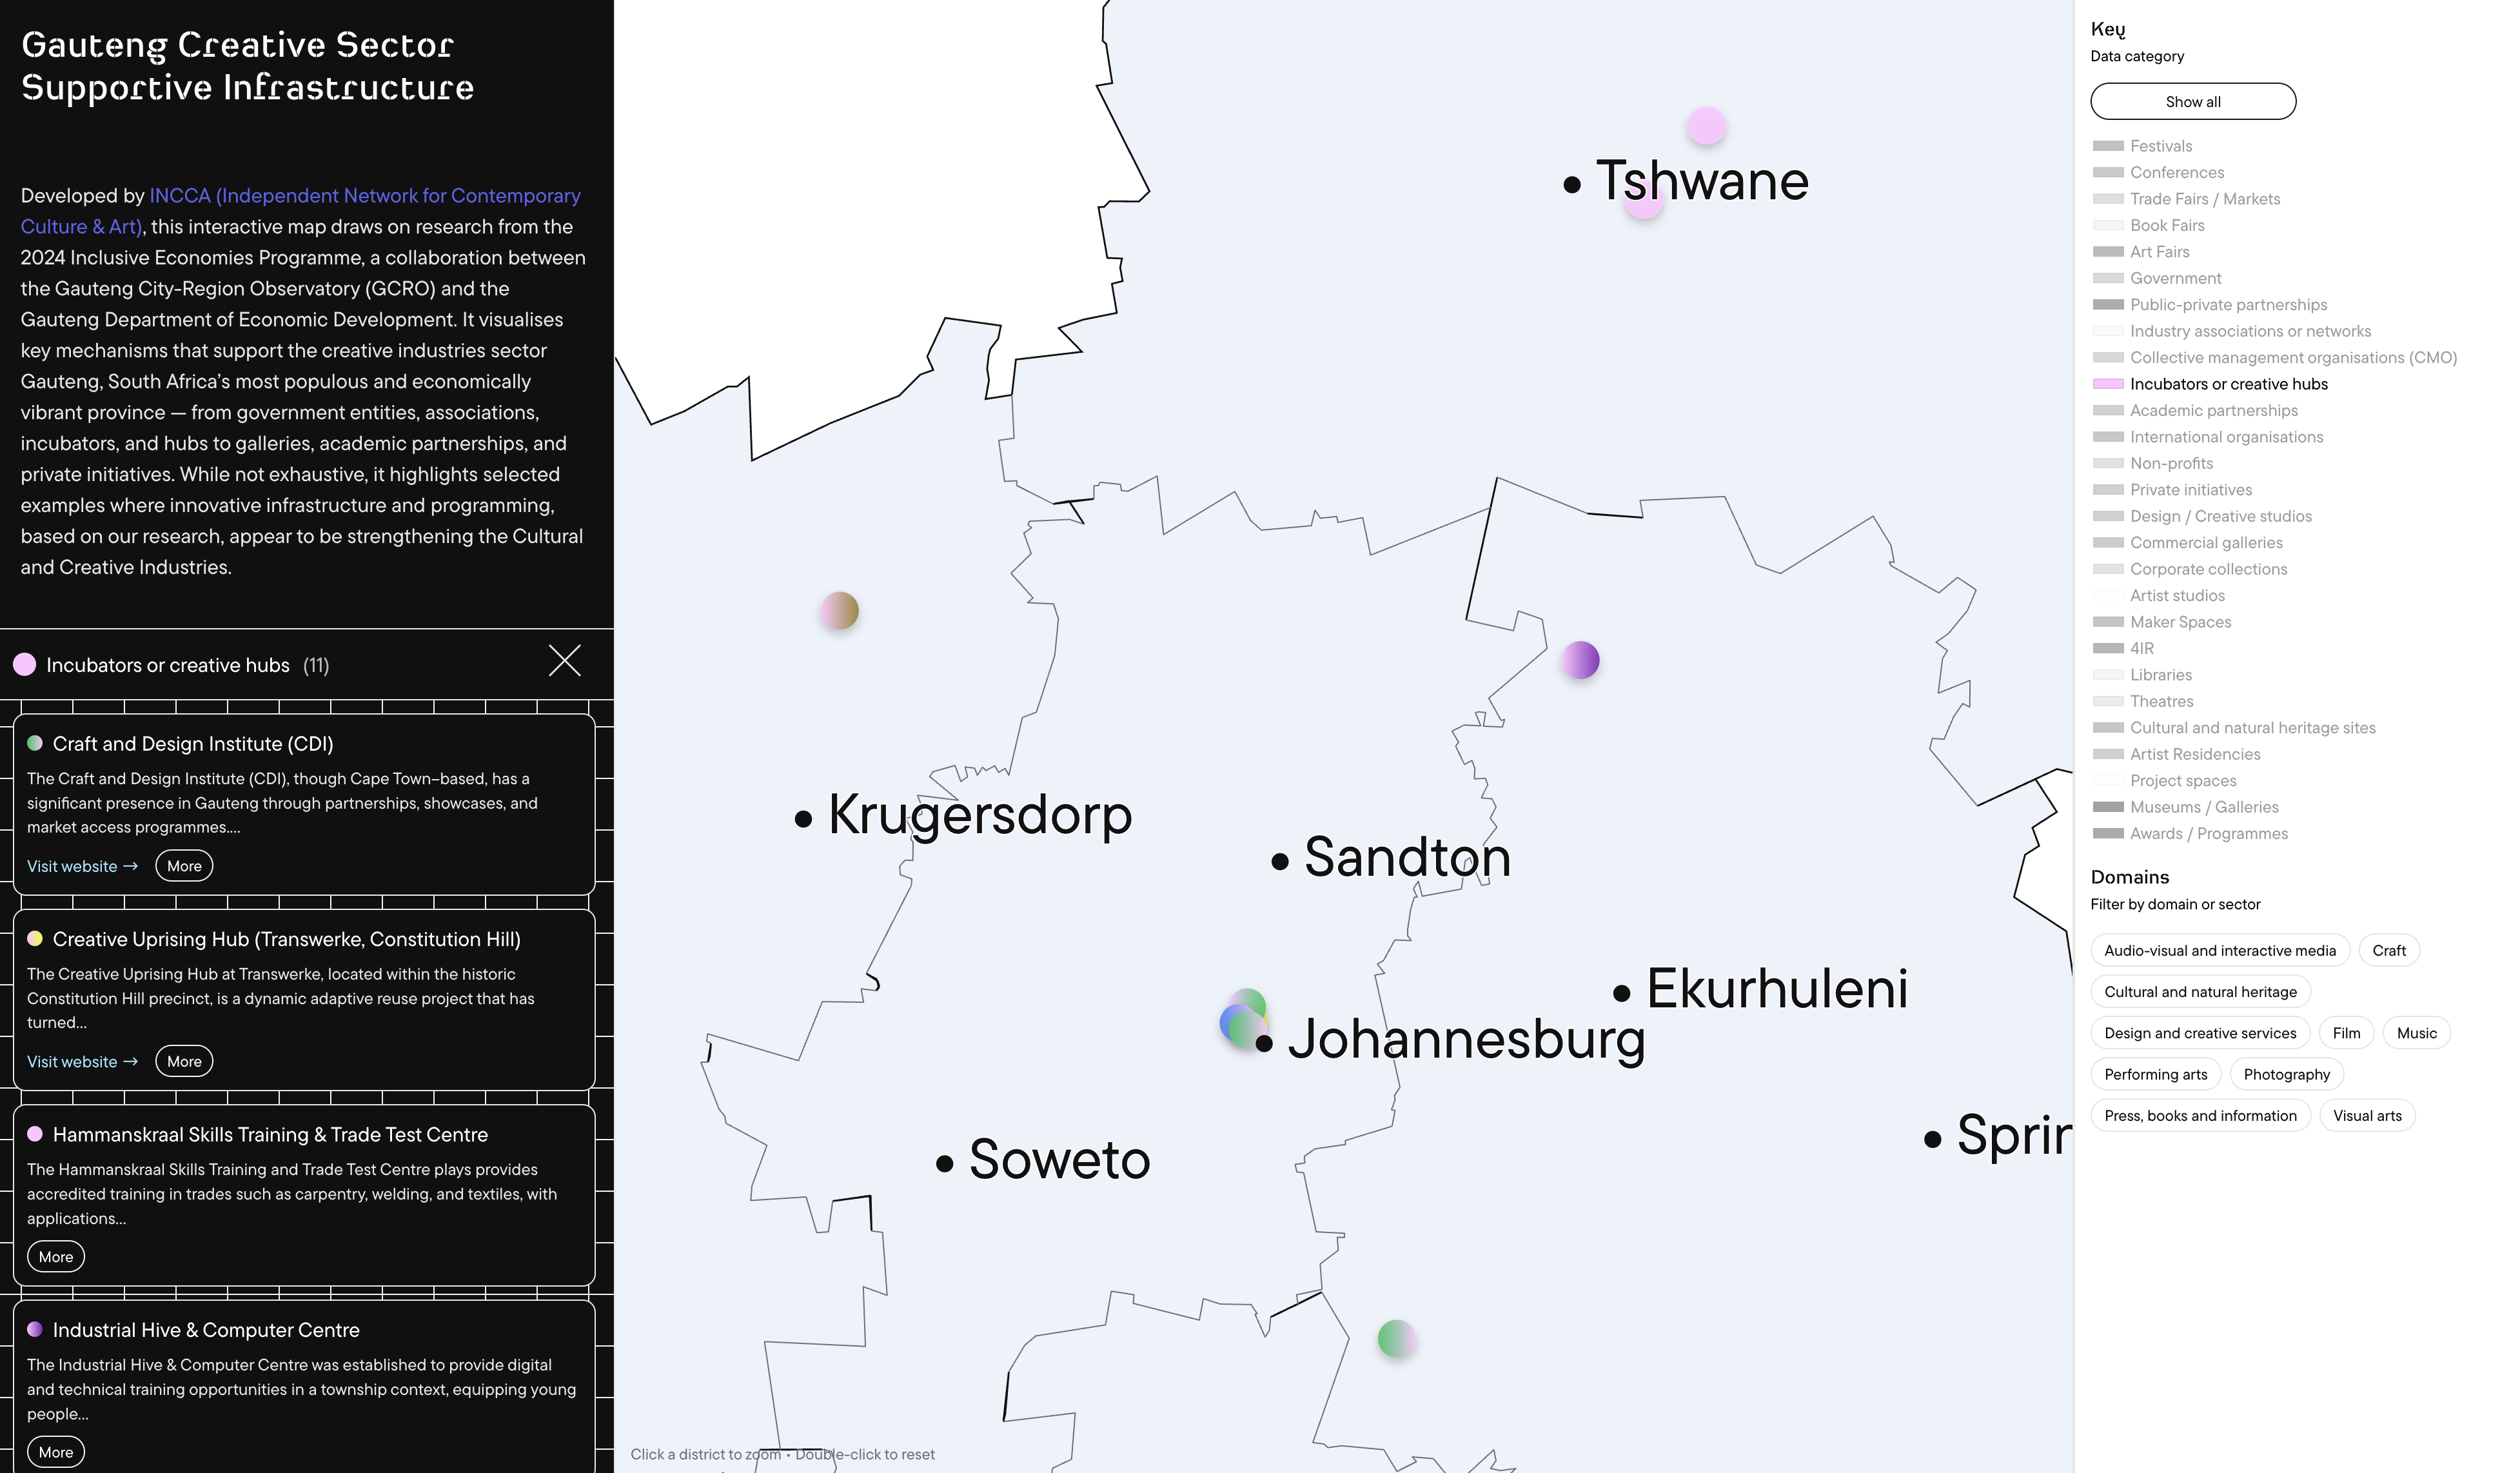 Gauteng Creative Sector
Supportive Infrastructure
Developed by INCCA (Independent Network for Contemporary
Culture & Art), this interactive map draws on research from the
2024 Inclusive Economies Programme, a collaboration between
the Gauteng City-Region Observatory (GCRO) and the
Gauteng Department of Economic Development. It visualises
key mechanisms that support the creative industries sector
Gauteng, South Africa’s most populous and economically
vibrant province — from government entities, associations,
incubators, and hubs to galleries, academic partnerships, and
private initiatives. While not exhaustive, it highlights selected
examples where innovative infrastructure and programming,
based on our research, appear to be strengthening the Cultural
and Creative Industries.
Incubators or creative hubs (11)
Craft and Design Institute (CDI)
The Craft and Design Institute (CDI), though Cape Town–based, has a
significant presence in Gauteng through partnerships, showcases, and
market access programmes....
Visit website → More
Creative Uprising Hub (Transwerke, Constitution Hill)
The Creative Uprising Hub at Transwerke, located within the historic
Constitution Hill precinct, is a dynamic adaptive reuse project that has
turned...
Visit website → More
Hammanskraal Skills Training & Trade Test Centre
The Hammanskraal Skills Training and Trade Test Centre plays provides
accredited training in trades such as carpentry, welding, and textiles, with
applications...
More
Industrial Hive & Computer Centre
The Industrial Hive & Computer Centre was established to provide digital
and technical training opportunities in a township context, equipping young
people...
More
Tshwane
Krugersdorp
Sandton
Ekurhuleni
Johannesburg
Soweto
Sprin
Click a district to zoom • Double-click to reset
Key
Data category
Show all
Festivals
Conferences
Trade Fairs / Markets
Book Fairs
Art Fairs
Government
Public-private partnerships
Industry associations or networks
Collective management organisations (CMO)
Incubators or creative hubs
Academic partnerships
International organisations
Non-profits
Private initiatives
Design / Creative studios
Commercial galleries
Corporate collections
Artist studios
Maker Spaces
4IR
Libraries
Theatres
Cultural and natural heritage sites
Artist Residencies
Project spaces
Museums / Galleries
Awards / Programmes
Domains
Filter by domain or sector
Audio-visual and interactive media Craft
Cultural and natural heritage
Design and creative services Film Music
Performing arts Photography
Press, books and information Visual arts